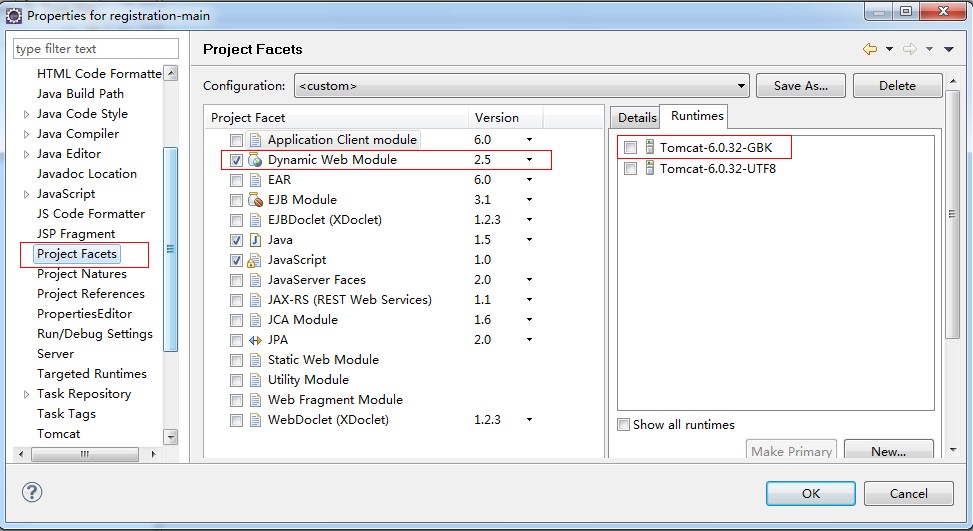 Properties for registration-main
type filter text
HTML Code Formatte
Java Build Path
Java Code Style
Java Compiler
Java Editor
Javadoc Location
JavaScript
JS Code Formatter
JSP Fragment
Project Facets
Project Natures
Project References
PropertiesEditor
Run/Debug Settings
Server
Targeted Runtimes
Task Repository
Task Tags
Tomcat
Project Facets
Configuration: <custom> Save As... Delete
Project Facet Version
Application Client module 6.0
Dynamic Web Module 2.5
EAR 6.0
EJB Module 3.1
EJBDoclet (XDoclet) 1.2.3
Java 1.5
JavaScript 1.0
JavaServer Faces 2.0
JAX-RS (REST Web Services) 1.1
JCA Module 1.6
JPA 2.0
Static Web Module
Utility Module
Web Fragment Module
WebDoclet (XDoclet) 1.2.3
Details Runtimes
Tomcat-6.0.32-GBK
Tomcat-6.0.32-UTF8
Show all runtimes
Make Primary New...
OK Cancel